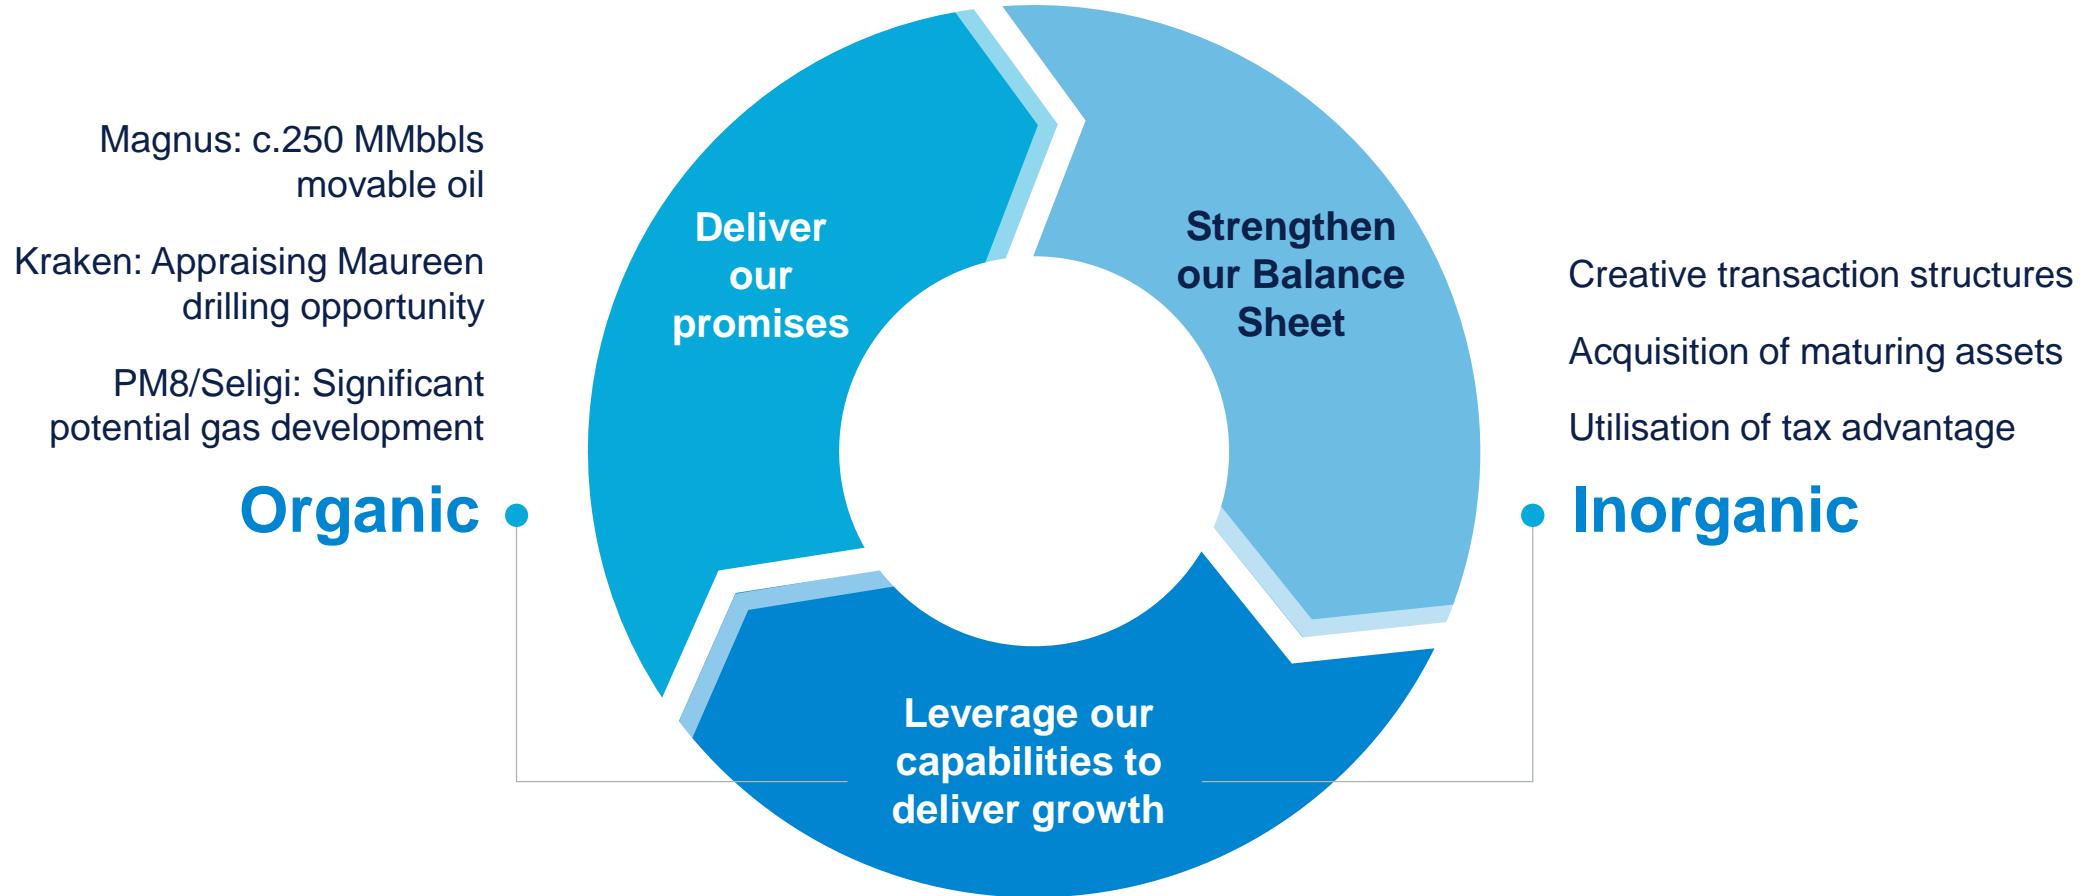 Magnus: c.250 MMbbls
movable oil
Kraken: Appraising Maureen
drilling opportunity
PM8/Seligi: Significant
potential gas development
Organic
Deliver
our
promises
Strengthen
our Balance
Sheet
Leverage our
capabilities to
deliver growth
Creative transaction structures
Acquisition of maturing assets
Utilisation of tax advantage
Inorganic